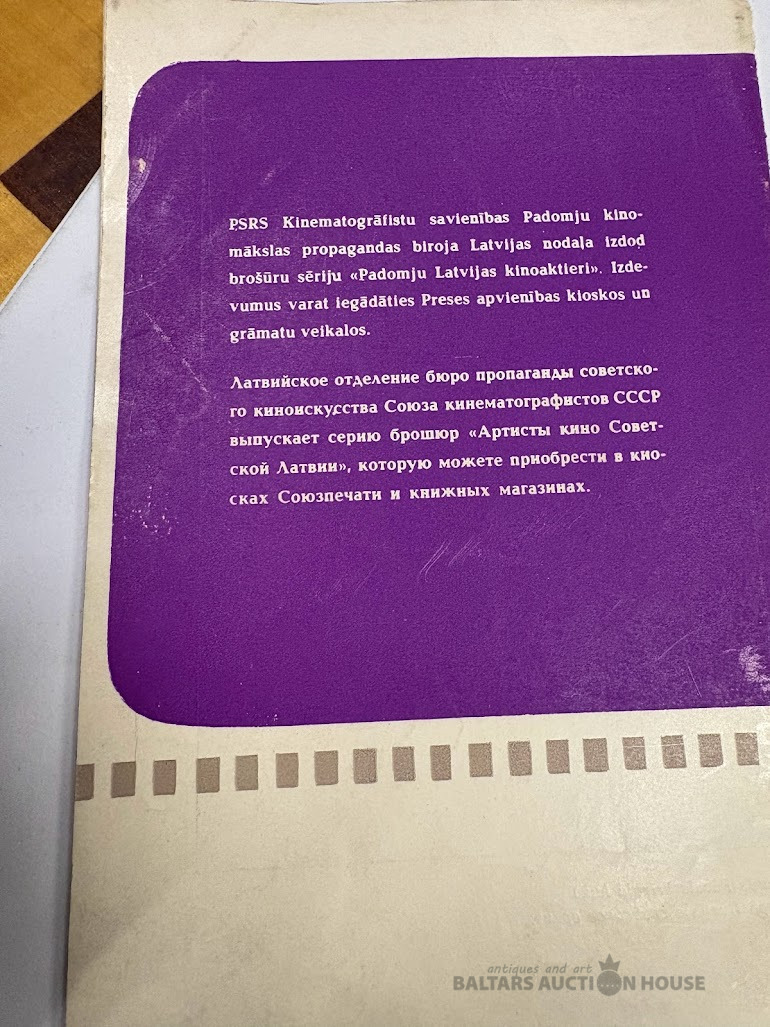 PSRS Kinematogrāfistu savienības Padomju kino-
mākslas propagandas biroja Latvijas nodaļa izdod
brošūru sēriju «Padomju Latvijas kinoaktieri». Izde-
vumus varat iegādāties Preses apvienības kioskos un
grāmatu veikalos.
Латвийское отделение бюро пропаганды советско-
го киноискусства Союза кинематографистов СССР
выпускает серию брошюр «Артисты кино Совет-
ской Латвии», которую можете приобрести в кио-
сках Союзпечати и книжных магазинах.
antiques and art
BALTARS AUCTION HOUSE